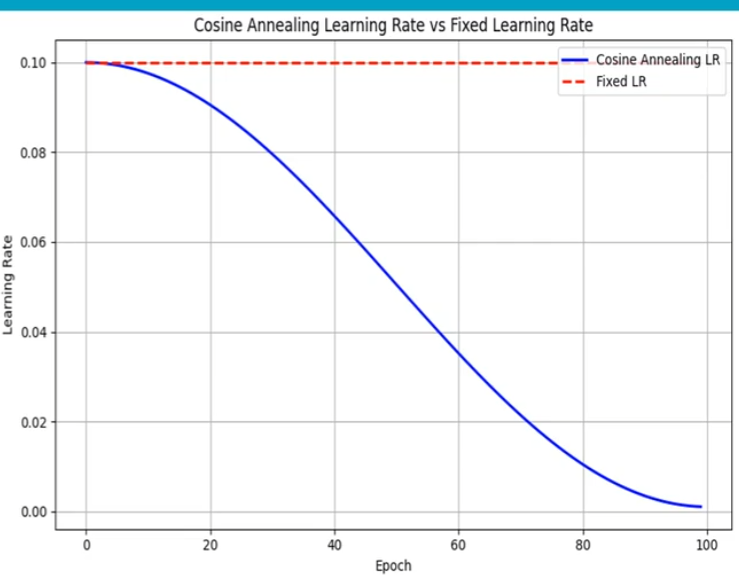 Cosine Annealing Learning Rate vs Fixed Learning Rate
Cosine Annealing LR
Fixed LR
Learning Rate
0.10
0.08
0.06
0.04
0.02
0.00
0 20 40 60 80 100
Epoch